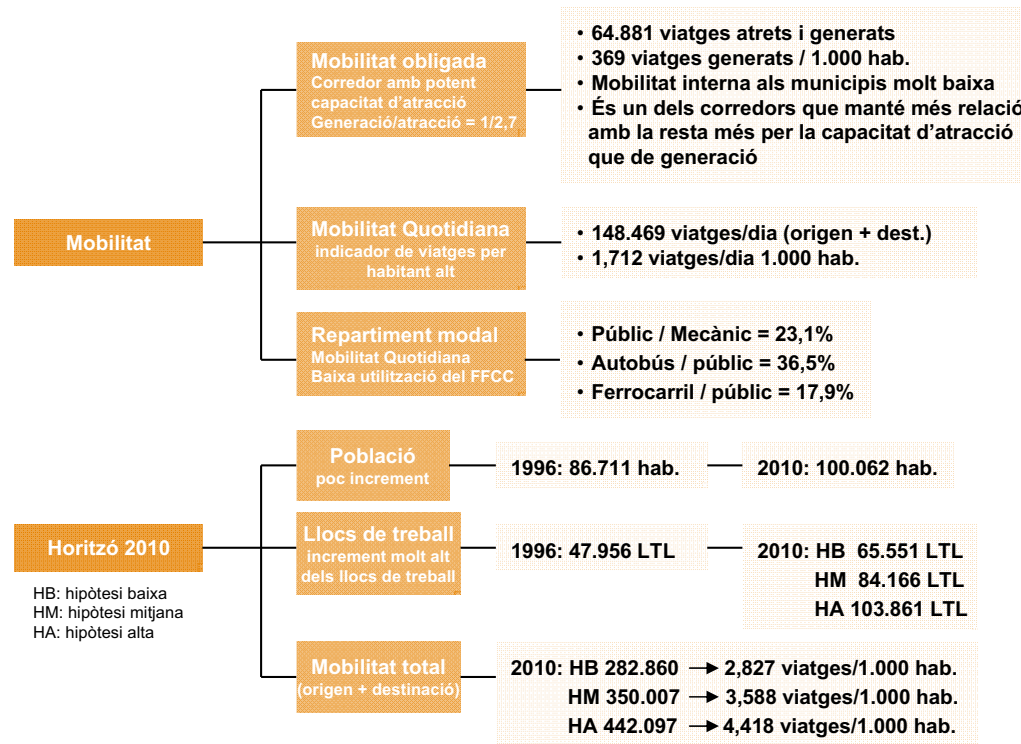 Mobilitat
Mobilitat obligada
Corredor amb potent
capacitat d'atracció
Generació/atracció = 1/2,7
• 64.881 viatges atrets i generats
• 369 viatges generats / 1.000 hab.
• Mobilitat interna als municipis molt baixa
• És un dels corredors que manté més relació
amb la resta més per la capacitat d'atracció
que de generació
Mobilitat Quotidiana
indicador de viatges per
habitant alt
• 148.469 viatges/dia (origen + dest.)
• 1,712 viatges/dia 1.000 hab.
Repartiment modal
Mobilitat Quotidiana
Baixa utilització del FFCC
• Públic / Mecànic = 23,1%
• Autobús / públic = 36,5%
• Ferrocarril / públic = 17,9%
Horitzó 2010
HB: hipòtesi baixa
HM: hipòtesi mitjana
HA: hipòtesi alta
Població
poc increment
1996: 86.711 hab.
2010: 100.062 hab.
Llocs de treball
increment molt alt
dels llocs de treball
1996: 47.956 LTL
2010: HB 65.551 LTL
HM 84.166 LTL
HA 103.861 LTL
Mobilitat total
(origen + destinació)
2010: HB 282.860 → 2,827 viatges/1.000 hab.
HM 350.007 → 3,588 viatges/1.000 hab.
HA 442.097 → 4,418 viatges/1.000 hab.